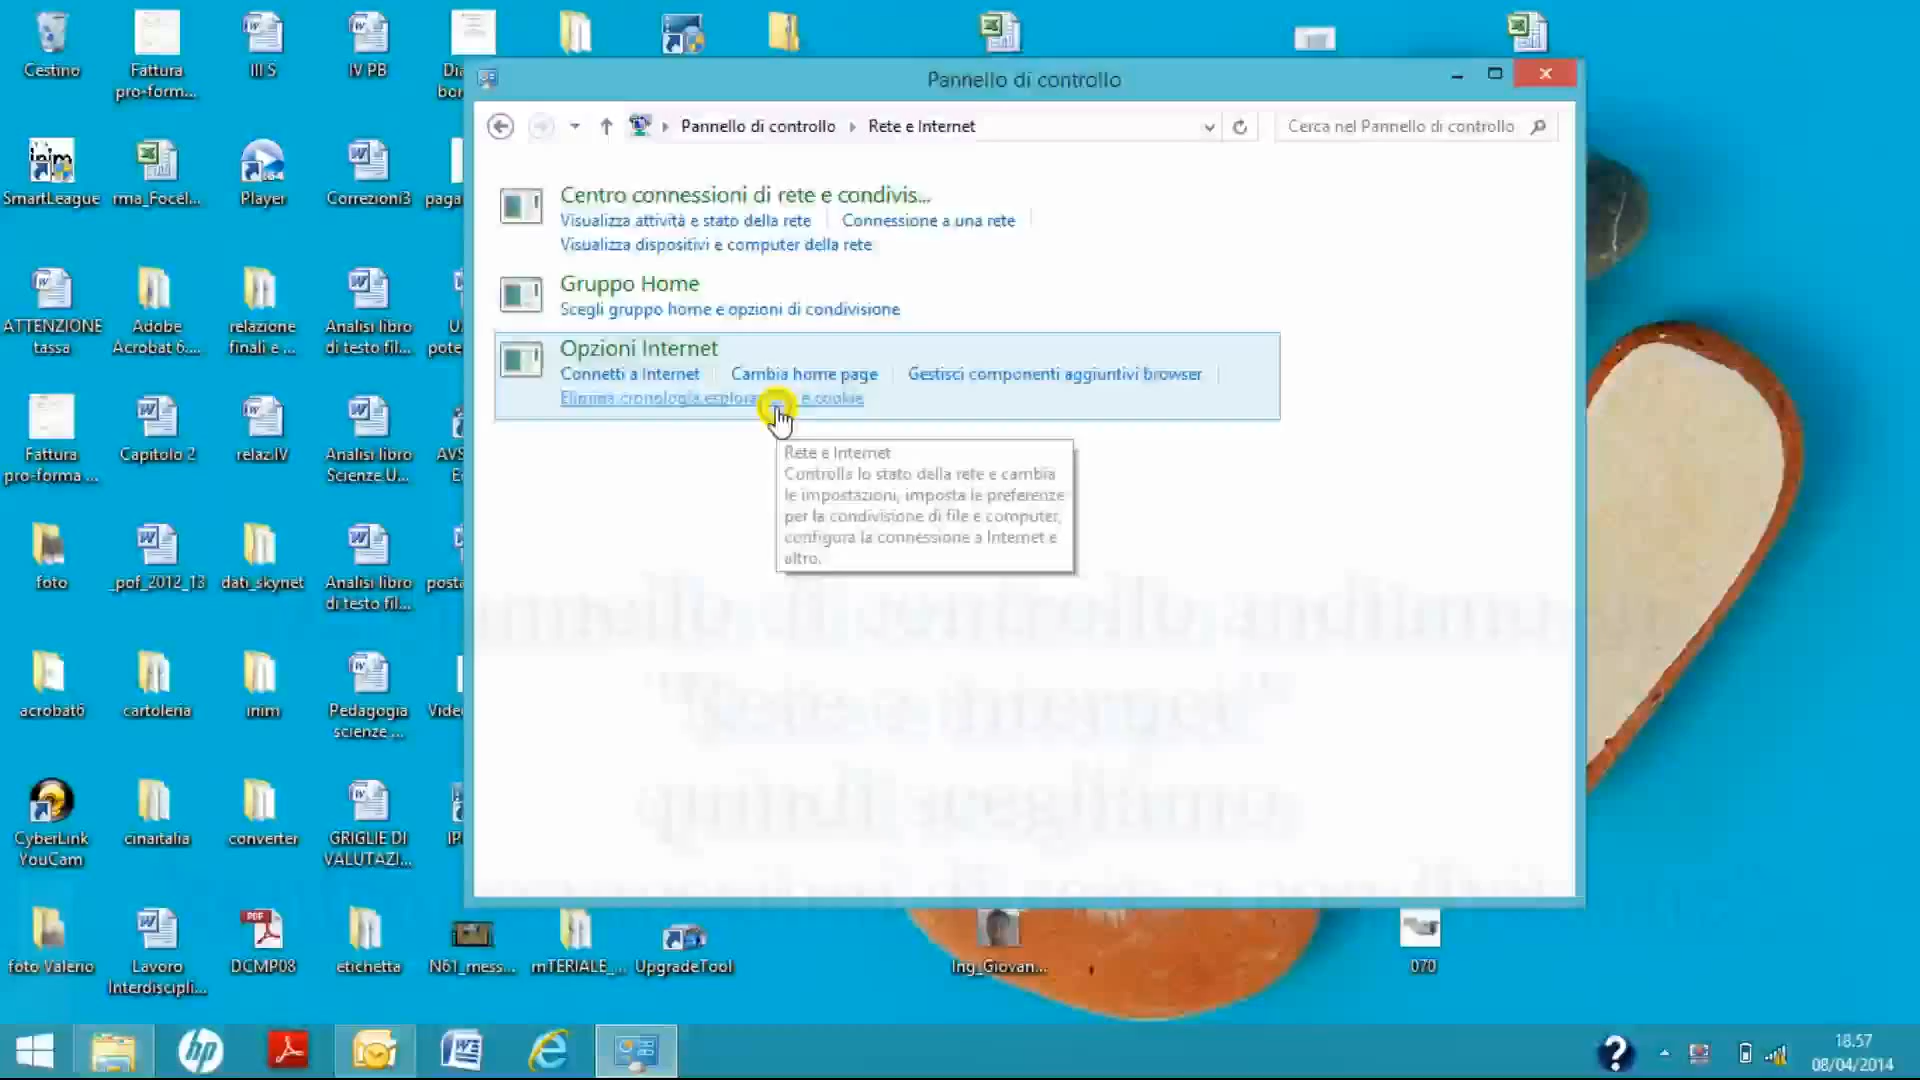 Cestino
Fattura
pro-form...
III S
IV PB
Pannello di controllo
Pannello di controllo
Rete e Internet
Cerca nel Pannello di controllo
Centro connessioni di rete e condivis...
Visualizza attività e stato della rete
Connessione a una rete
Visualizza dispositivi e computer della rete
Gruppo Home
Scegli gruppo home e opzioni di condivisione
Opzioni Internet
Connetti a Internet
Cambia home page
Gestisci componenti aggiuntivi browser
Elimina cronologia e cookie
Rete e Internet
Controlla lo stato della rete e cambia
le impostazioni, imposta le preferenze
per la condivisione di file e computer,
configura la connessione a Internet e
altro.
inim
SmartLeague
rma_Focél...
Player
Correzioni3
ATTENZIONE
tassa
Adobe
Acrobat 6....
relazione
finali e ...
Analisi libro
di testo fil...
Fattura
pro-forma ...
Capitolo 2
relaz.IV
Analisi libro
Scienze U...
foto
_pof_2012_13
dati_skynet
Analisi libro
di testo fil...
acrobat6
cartoleria
inim
Pedagogia
scienze ...
CyberLink
YouCam
cinaitalia
converter
GRIGLIE DI
VALUTAZI...
foto Valerio
Lavoro
Interdiscipli...
PDF
DCMP08
etichetta
N61_mess...
mTERIALE_...
UpgradeTool
Ing_Giovan...
070
hp
18.57
08/04/2014